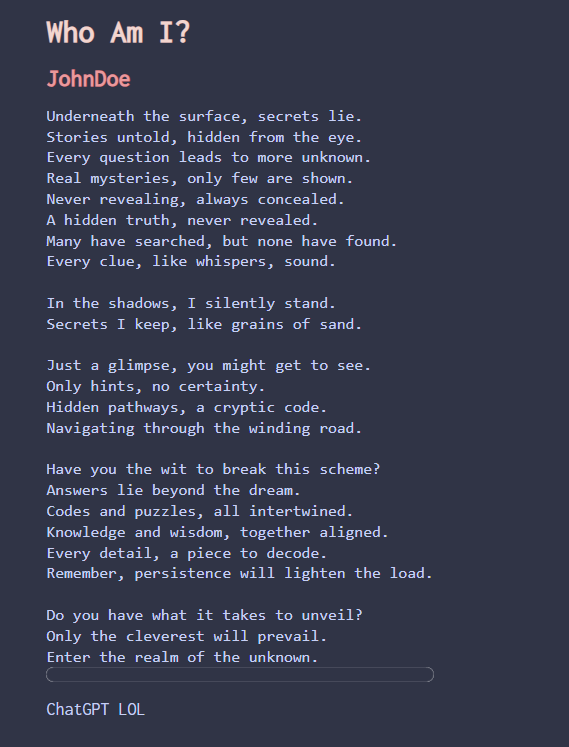 Who Am I?
JohnDoe
Underneath the surface, secrets lie.
Stories untold, hidden from the eye.
Every question leads to more unknown.
Real mysteries, only few are shown.
Never revealing, always concealed.
A hidden truth, never revealed.
Many have searched, but none have found.
Every clue, like whispers, sound.
In the shadows, I silently stand.
Secrets I keep, like grains of sand.
Just a glimpse, you might get to see.
Only hints, no certainty.
Hidden pathways, a cryptic code.
Navigating through the winding road.
Have you the wit to break this scheme?
Answers lie beyond the dream.
Codes and puzzles, all intertwined.
Knowledge and wisdom, together aligned.
Every detail, a piece to decode.
Remember, persistence will lighten the load.
Do you have what it takes to unveil?
Only the cleverest will prevail.
Enter the realm of the unknown.
ChatGPT LOL